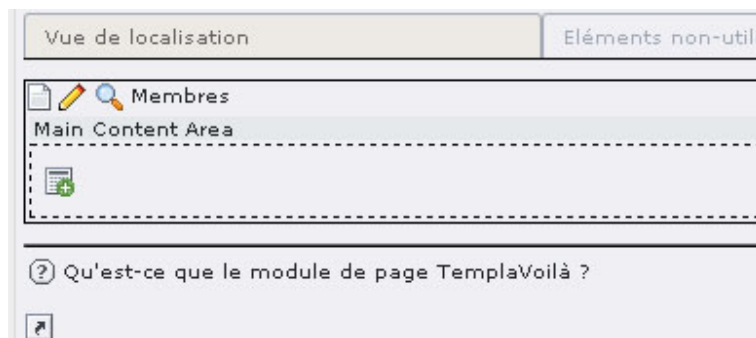 Vue de localisation
Eléments non-util
Membres
Main Content Area
Qu'est-ce que le module de page TemplaVoilà ?